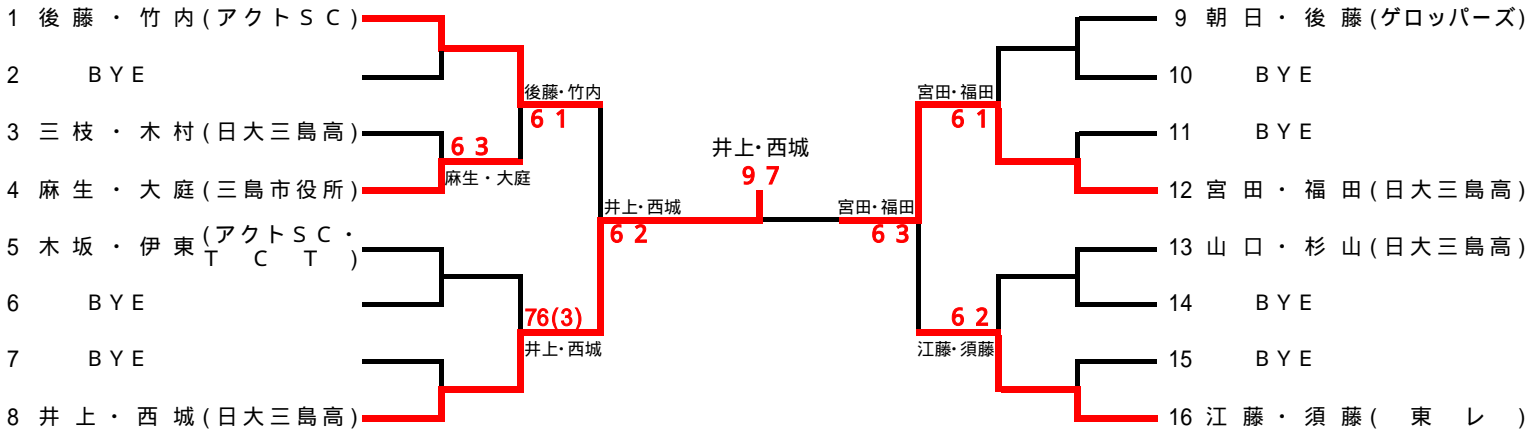 1 後藤・竹内(アクトSC)
2 BYE
3 三枝・木村(日大三島高)
4 麻生・大庭(三島市役所)
5 木坂・伊東(アクトSC・TCT)
6 BYE
7 BYE
8 井上・西城(日大三島高)
後藤・竹内
6 1
6 3
麻生・大庭
井上・西城
6 2
76(3)
井上・西城
井上・西城
9 7
宮田・福田
6 1
宮田・福田
6 3
6 2
江藤・須藤
9 朝日・後藤(ゲロッパーズ)
10 BYE
11 BYE
12 宮田・福田(日大三島高)
13 山口・杉山(日大三島高)
14 BYE
15 BYE
16 江藤・須藤(東レ)